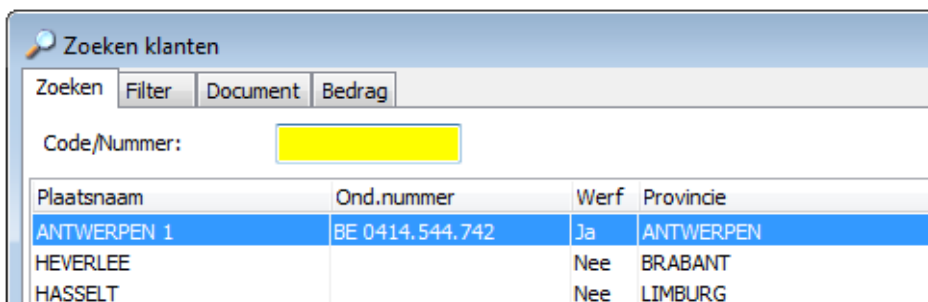 Zoeken klanten
Zoeken Filter Document Bedrag
Code/Nummer:
Plaatsnaam Ond.nummer Werf Provincie
ANTWERPEN 1 BE 0414.544.742 Ja ANTWERPEN
HEVERLEE Nee BRABANT
HASSELT Nee LIMBURG